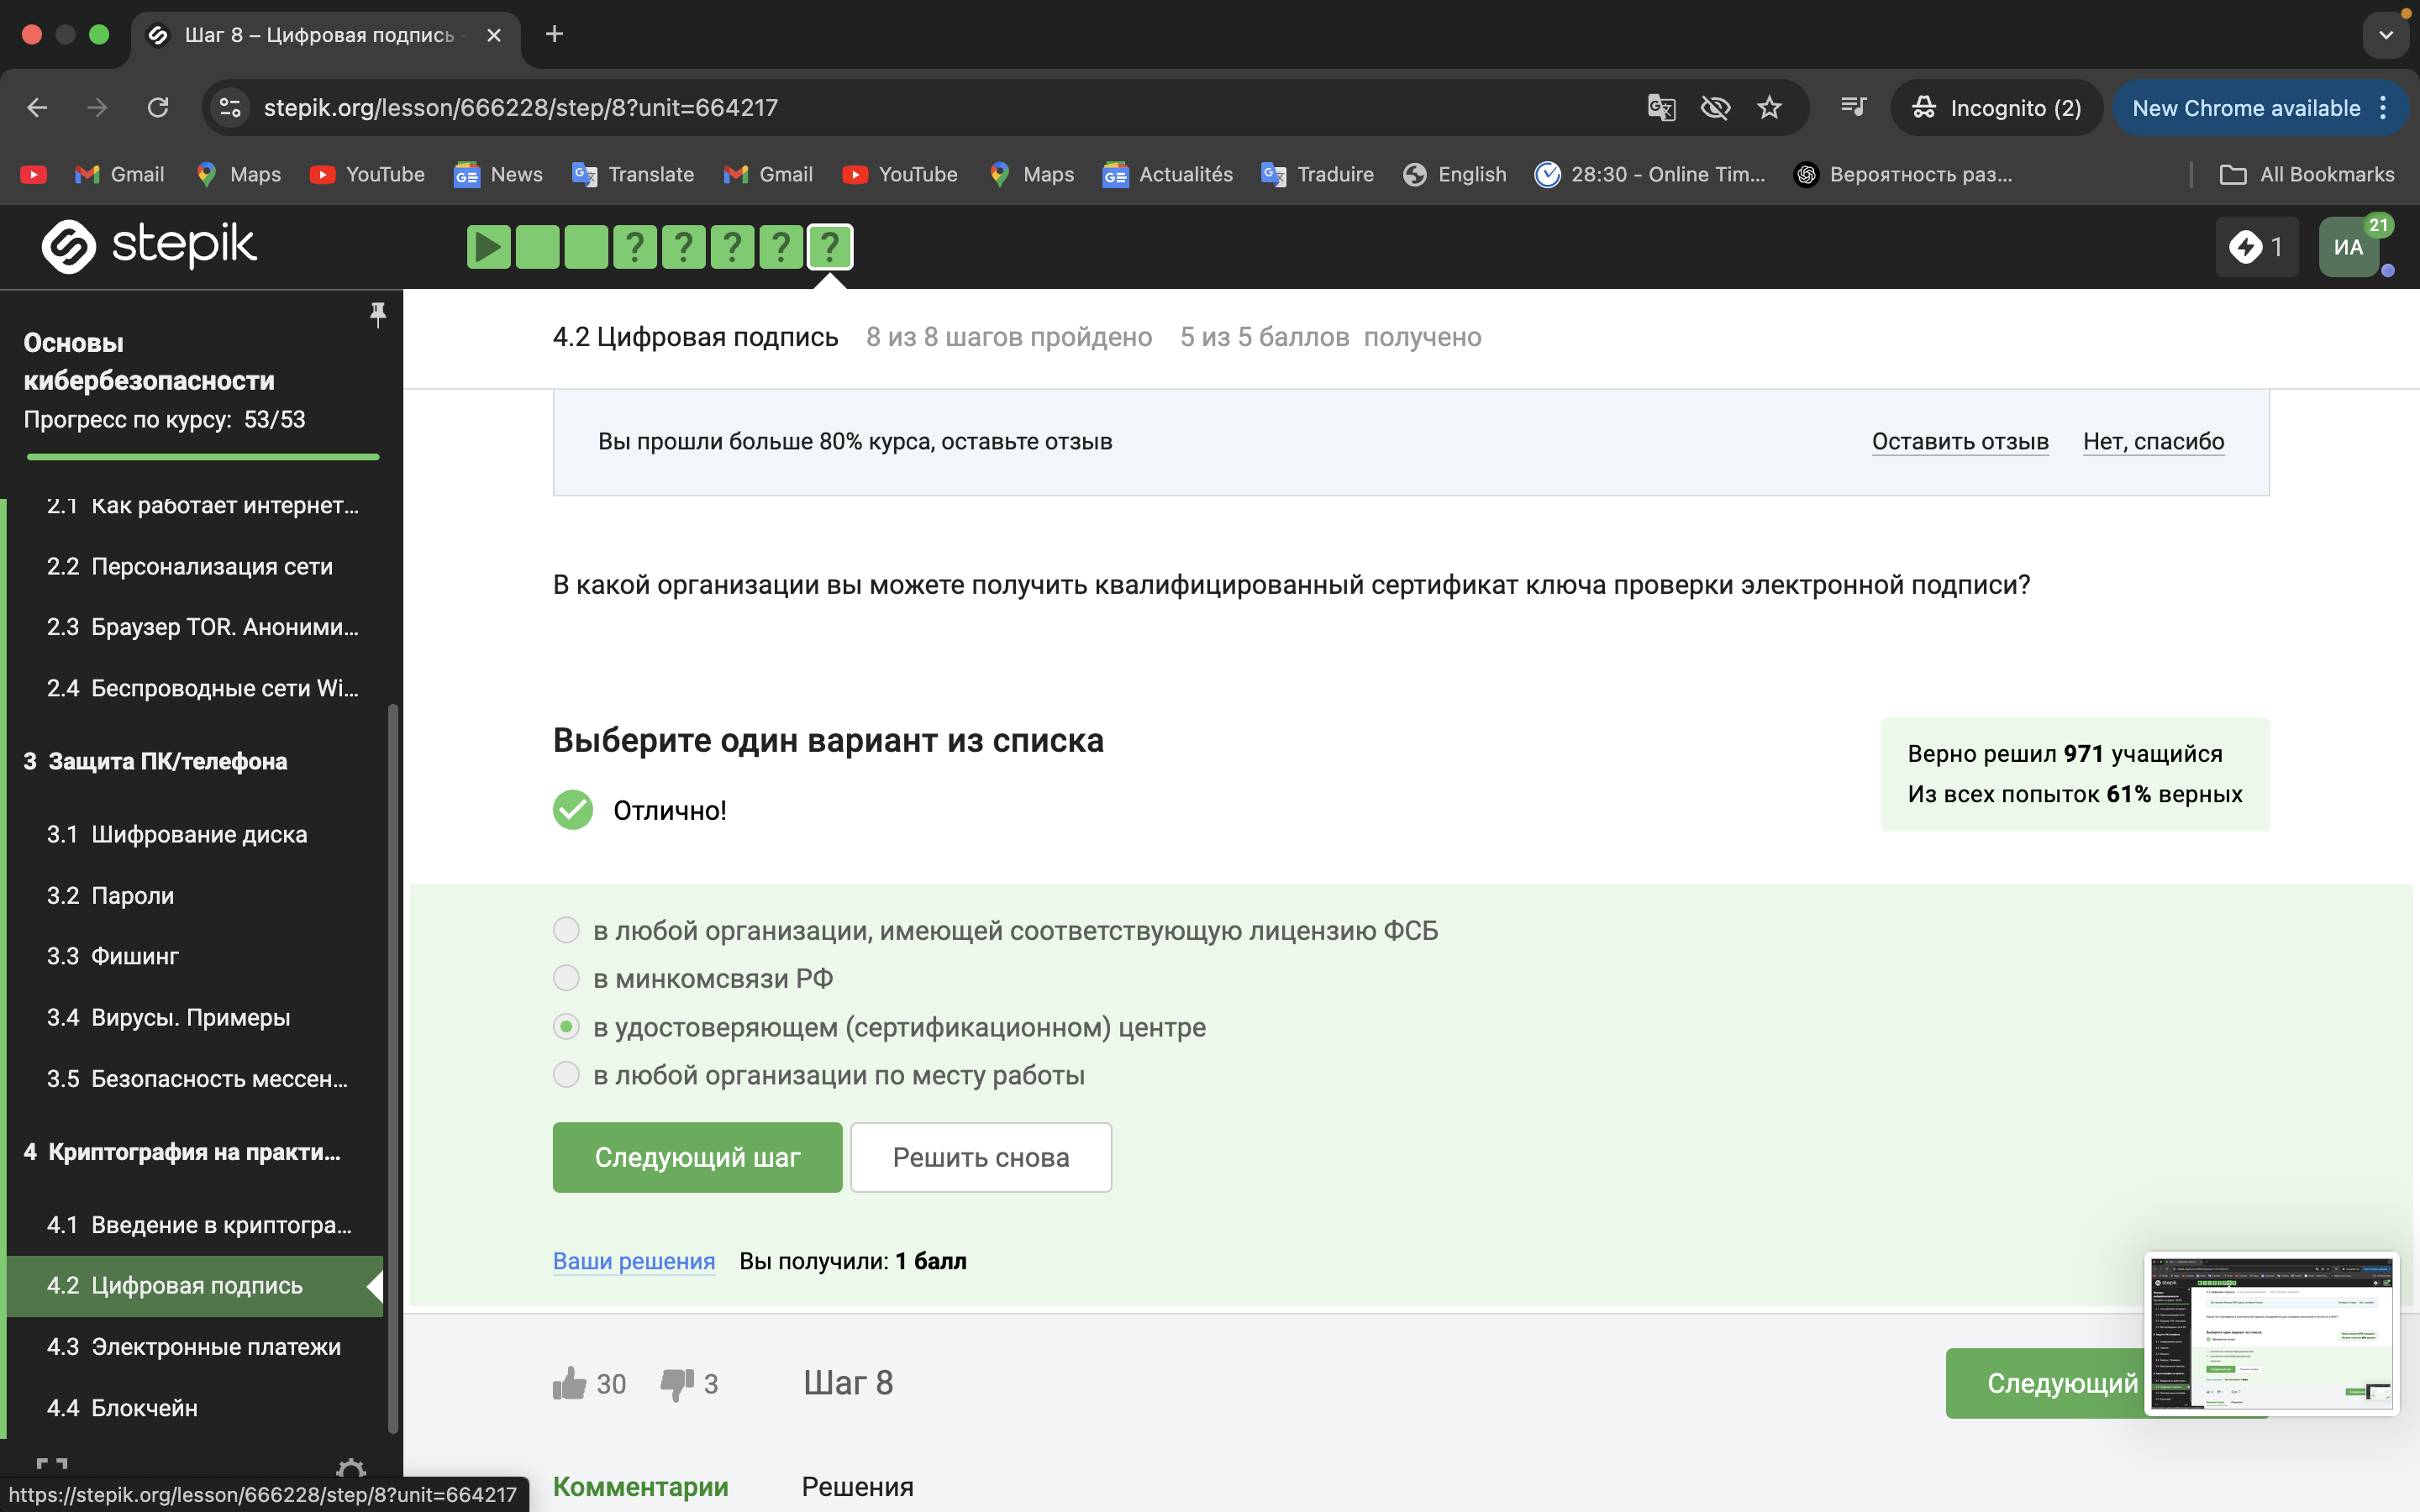 Шаг 8 – Цифровая подпись
stepik.org/lesson/666228/step/8?unit=664217
Incognito (2)
New Chrome available
Gmail
Maps
YouTube
News
Translate
Gmail
YouTube
Maps
Actualités
Traduire
English
28:30 - Online Tim...
Вероятность раз...
All Bookmarks
stepik
? ? ? ? ?
1
ИА
21
Основы
кибербезопасности
Прогресс по курсу: 53/53
2.1 Как работает интернет...
2.2 Персонализация сети
2.3 Браузер TOR. Аноними...
2.4 Беспроводные сети Wi...
3 Защита ПК/телефона
3.1 Шифрование диска
3.2 Пароли
3.3 Фишинг
3.4 Вирусы. Примеры
3.5 Безопасность мессен...
4 Криптография на практи...
4.1 Введение в криптогра...
4.2 Цифровая подпись
4.3 Электронные платежи
4.4 Блокчейн
https://stepik.org/lesson/666228/step/8?unit=664217
4.2 Цифровая подпись 8 из 8 шагов пройдено 5 из 5 баллов получено
Вы прошли больше 80% курса, оставьте отзыв
Оставить отзыв
Нет, спасибо
В какой организации вы можете получить квалифицированный сертификат ключа проверки электронной подписи?
Выберите один вариант из списка
Отлично!
Верно решил 971 учащийся
Из всех попыток 61% верных
в любой организации, имеющей соответствующую лицензию ФСБ
в минкомсвязи РФ
в удостоверяющем (сертификационном) центре
в любой организации по месту работы
Следующий шаг
Решить снова
Ваши решения Вы получили: 1 балл
30
3
Шаг 8
Следующий
Комментарии
Решения